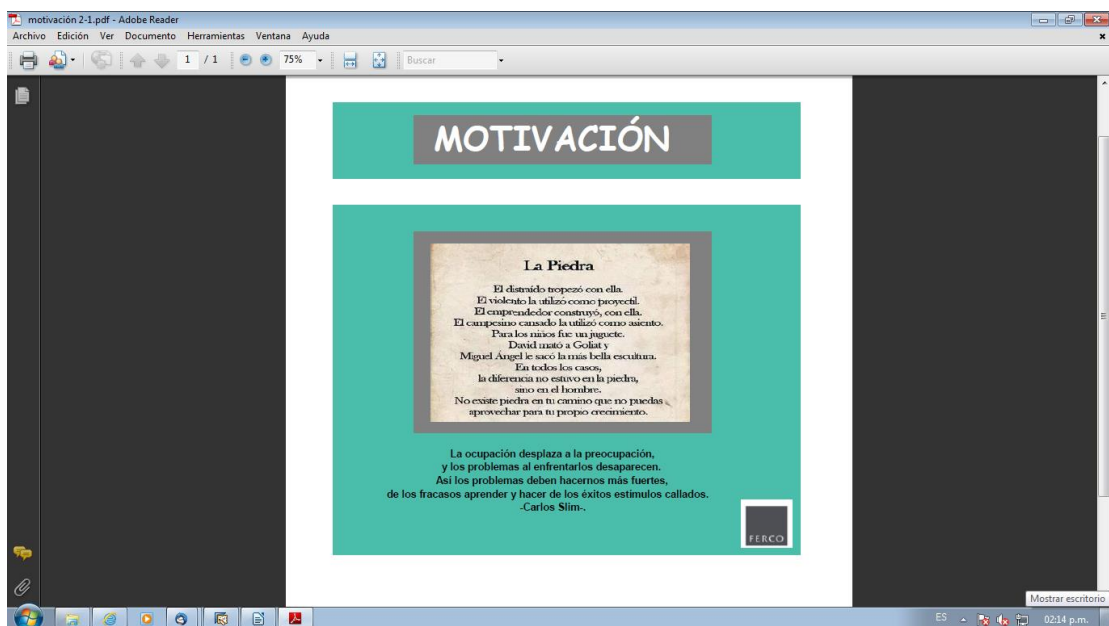 motivación 2-1.pdf - Adobe Reader
Archivo Edición Ver Documento Herramientas Ventana Ayuda
1 / 1 75% Buscar
MOTIVACIÓN
La Piedra
El distraído tropezó con ella.
El violento la utilizó como proyectil.
El emprendedor construyó, con ella.
El campesino cansado la utilizó como asiento.
Para los niños fue un juguete.
David mató a Goliat y
Miguel Ángel le sacó la más bella escultura.
En todos los casos,
la diferencia no estuvo en la piedra,
sino en el hombre.
No existe piedra en tu camino que no puedas
aprovechar para tu propio crecimiento.
La ocupación desplaza a la preocupación,
y los problemas al enfrentarlos desaparecen.
Así los problemas deben hacernos más fuertes,
de los fracasos aprender y hacer de los éxitos estímulos callados.
-Carlos Slim-.
FERCO
Mostrar escritorio
ES 02:14 p.m.